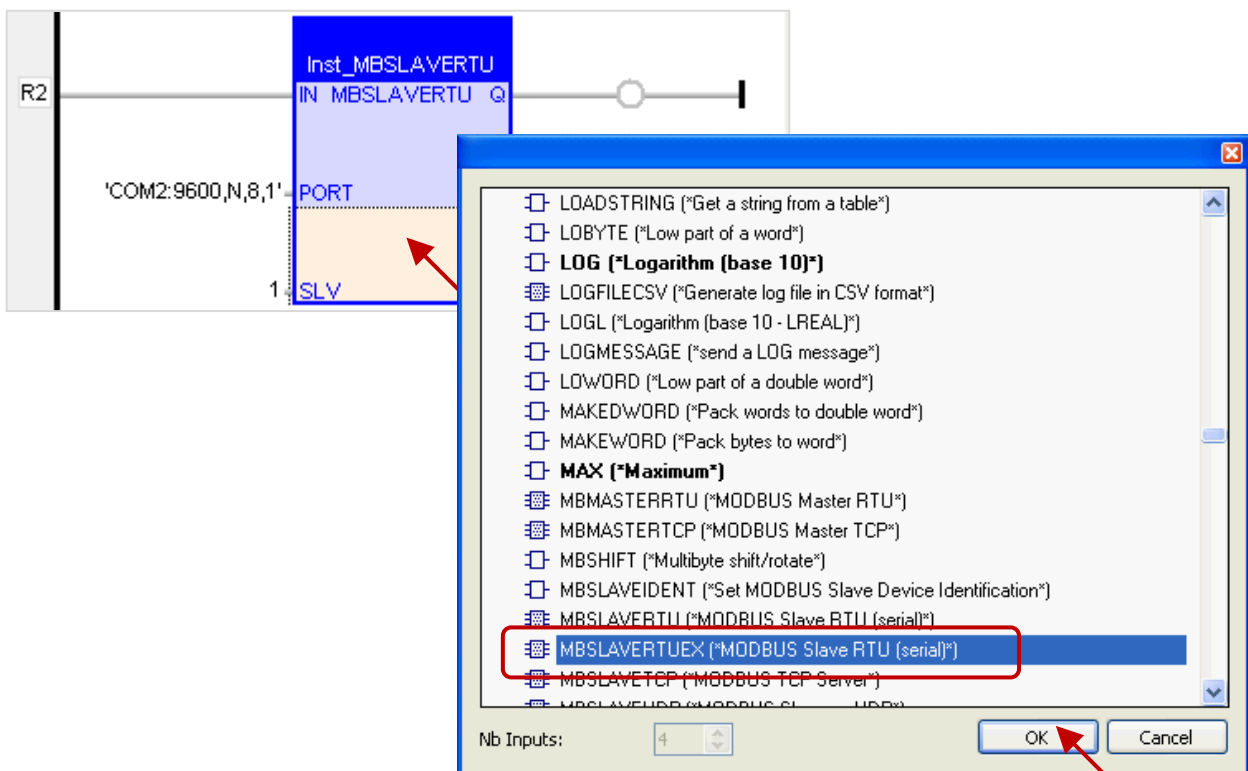 Inst_MBSLAVERTU
R2
IN MBSLAVERTU Q
'COM2:9600,N,8,1' PORT
1 SLV
LOADSTRING (*Get a string from a table*)
LOBYTE (*Low part of a word*)
LOG (*Logarithm (base 10)*)
LOGFILECSV (*Generate log file in CSV format*)
LOGL (*Logarithm (base 10 - LREAL)*)
LOGMESSAGE (*send a LOG message*)
LOWORD (*Low part of a double word*)
MAKEDWORD (*Pack words to double word*)
MAKEWORD (*Pack bytes to word*)
MAX (*Maximum*)
MBMASTERRTU (*MODBUS Master RTU*)
MBMASTERTCP (*MODBUS Master TCP*)
MBSHIFT (*Multibyte shift/rotate*)
MBSLAVEIDENT (*Set MODBUS Slave Device Identification*)
MBSLAVERTU (*MODBUS Slave RTU (serial)*)
MBSLAVERTUEX (*MODBUS Slave RTU (serial)*)
MBSLAVETCP (*MODBUS TCP Server*)
Nb Inputs: 4 OK Cancel